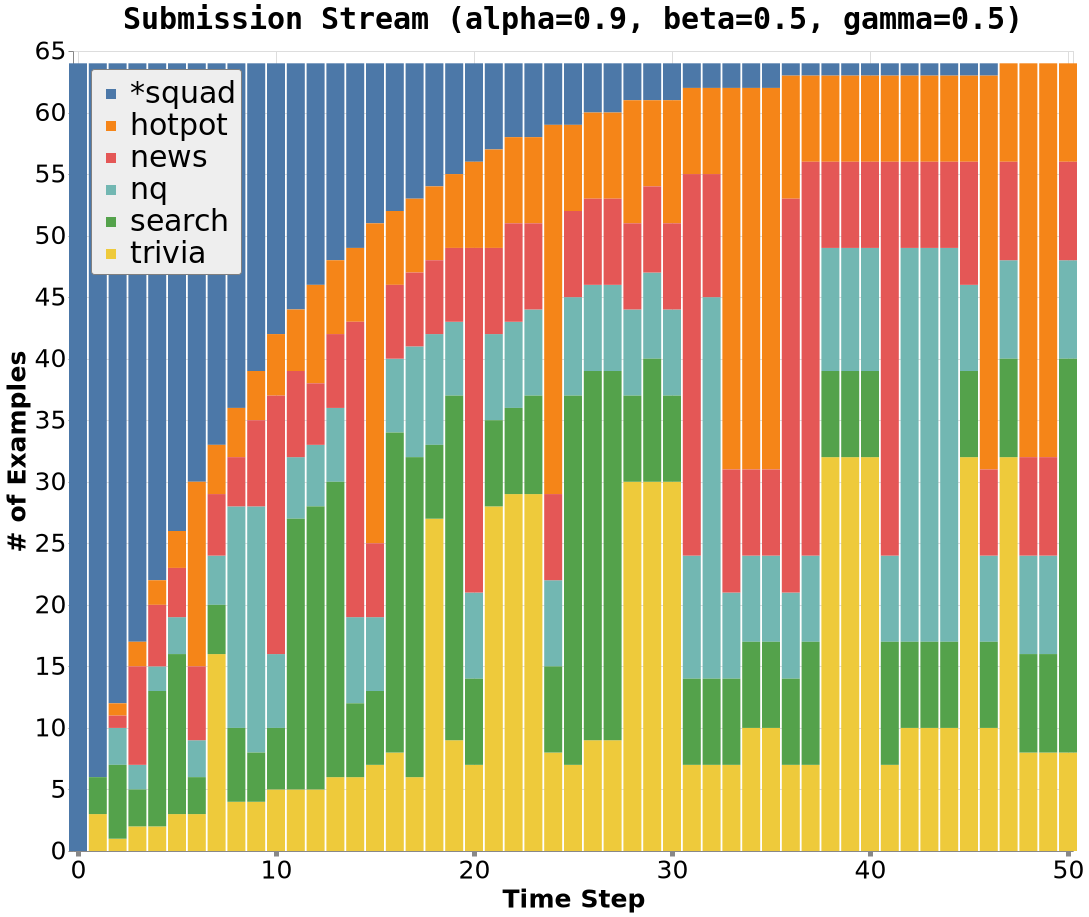 Submission Stream (alpha=0.9, beta=0.5, gamma=0.5)
65
60
55
50
45
40
35
30
25
20
15
10
5
0
# of Examples
*squad
hotpot
news
nq
search
trivia
0 10 20 30 40 50
Time Step